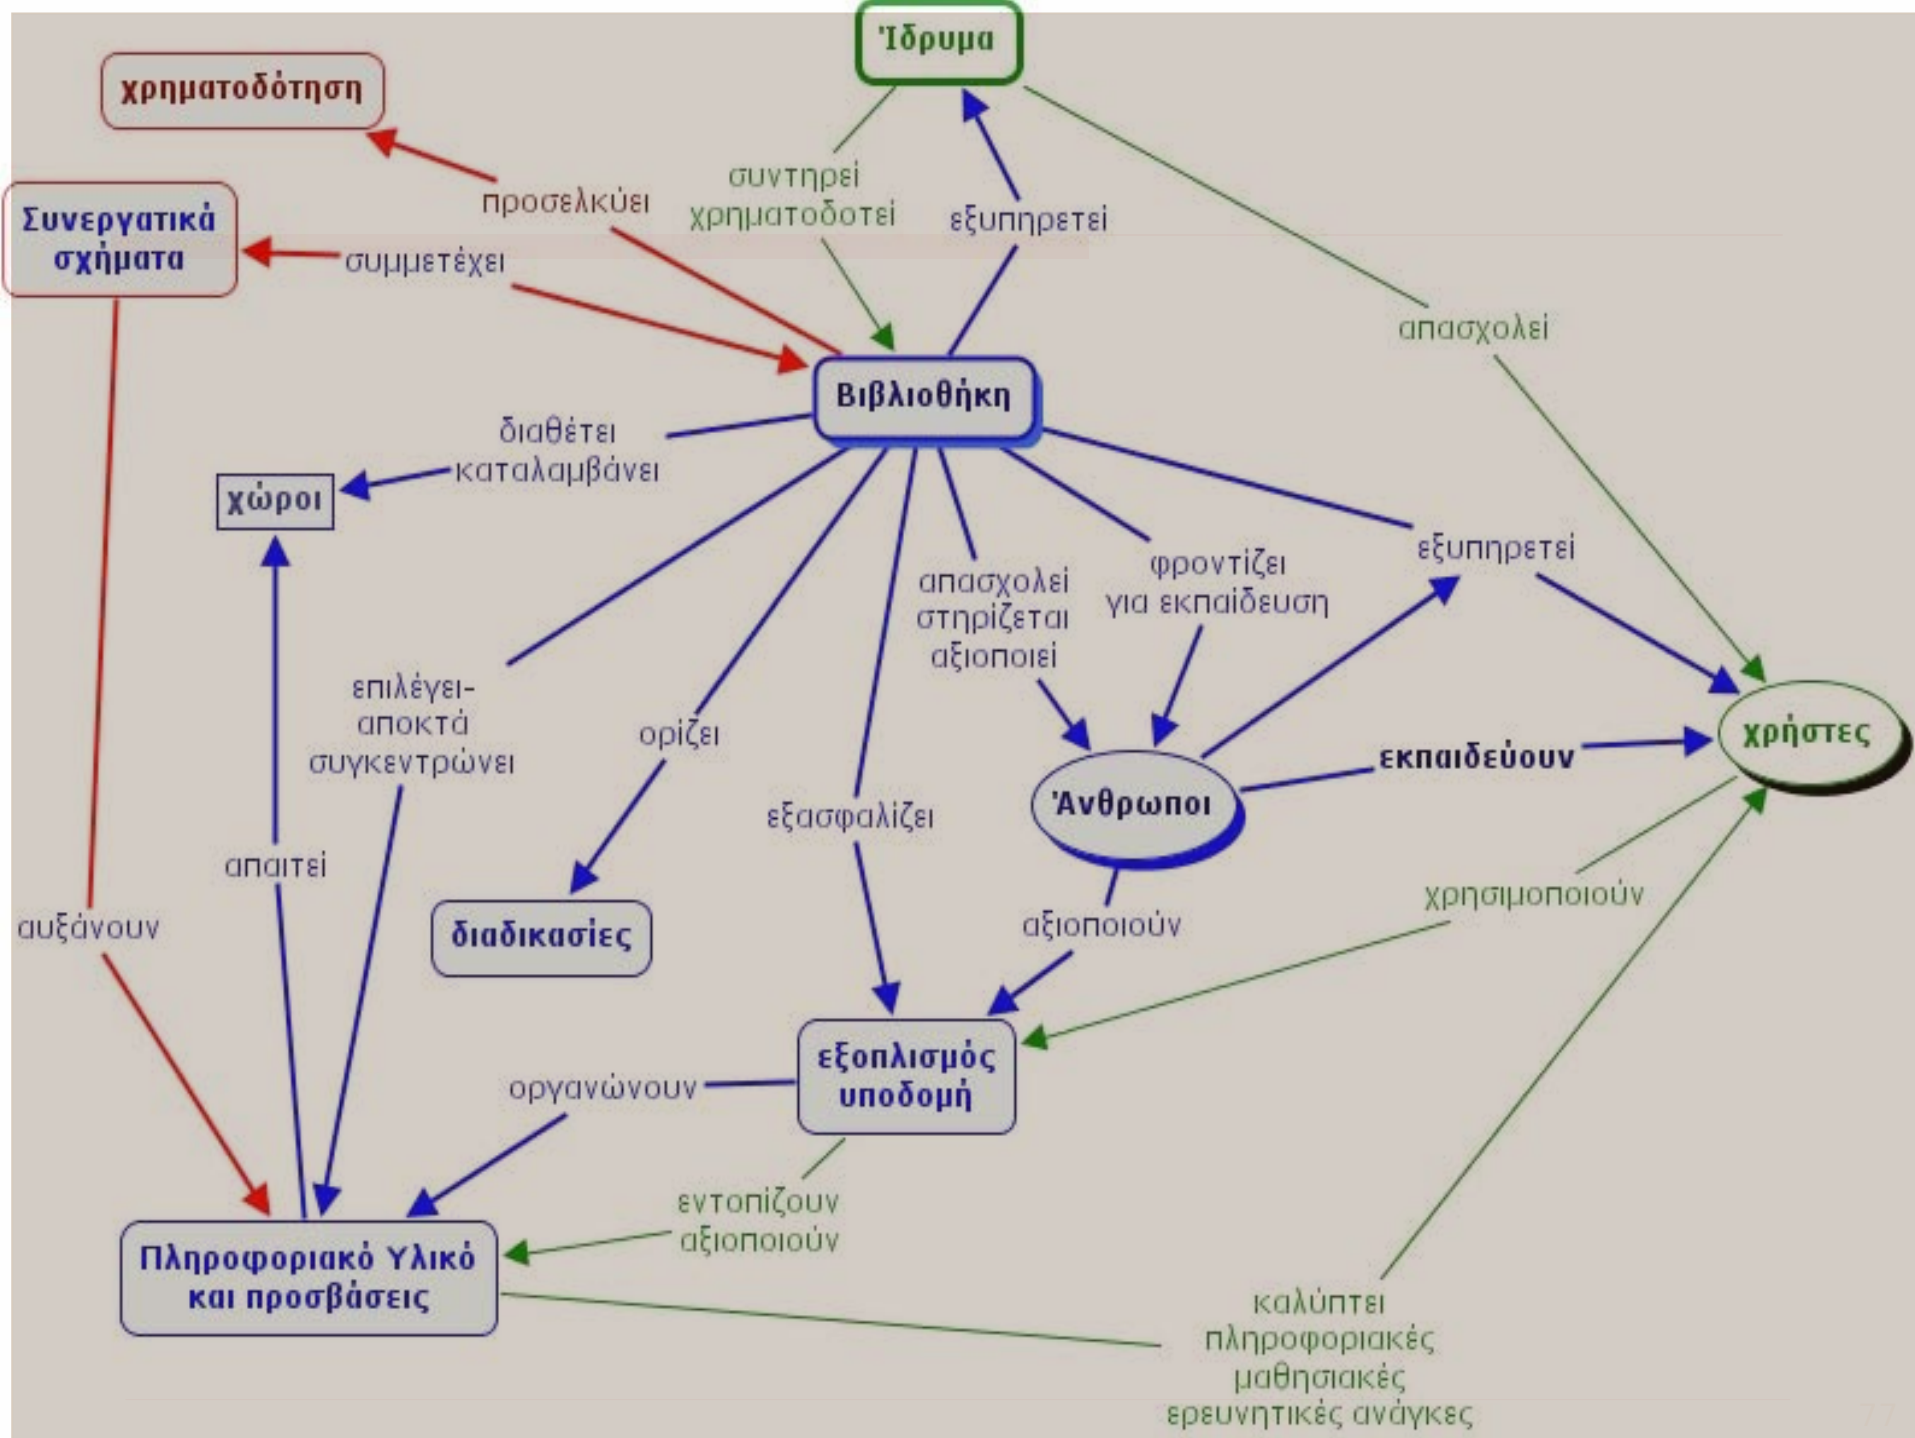 Ίδρυμα
χρηματοδότηση
συντηρεί
χρηματοδοτεί
προσελκύει
εξυπηρετεί
Συνεργατικά
σχήματα
συμμετέχει
απασχολεί
Βιβλιοθήκη
διαθέτει
καταλαμβάνει
χώροι
εξυπηρετεί
φροντίζει
για εκπαίδευση
απασχολεί
στηρίζεται
αξιοποιεί
επιλέγει-
αποκτά
συγκεντρώνει
ορίζει
χρήστες
εκπαιδεύουν
Άνθρωποι
εξασφαλίζει
απαιτεί
χρησιμοποιούν
αυξάνουν
διαδικασίες
αξιοποιούν
εξοπλισμός
υποδομή
οργανώνουν
εντοπίζουν
αξιοποιούν
Πληροφοριακό Υλικό
και προσβάσεις
καλύπτει
πληροφοριακές
μαθησιακές
ερευνητικές ανάγκες